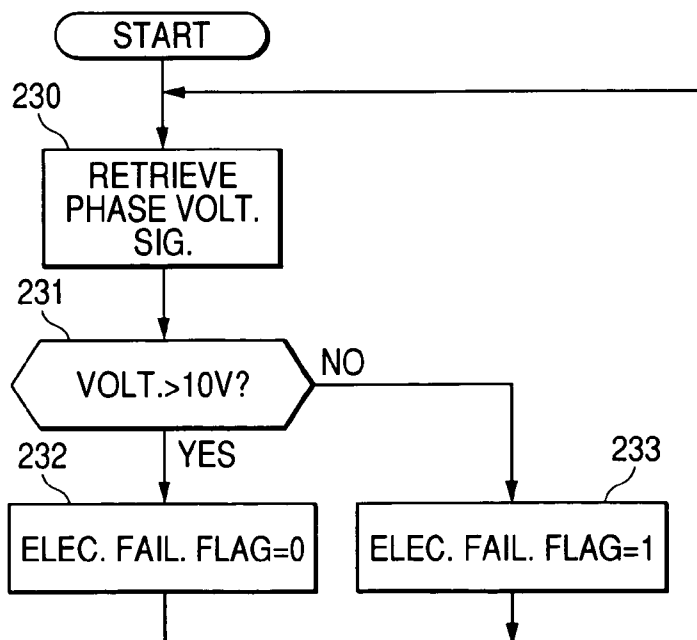 START
230
RETRIEVE
PHASE VOLT.
SIG.
231
VOLT.>10V?
NO
YES
232
ELEC. FAIL. FLAG=0
233
ELEC. FAIL. FLAG=1